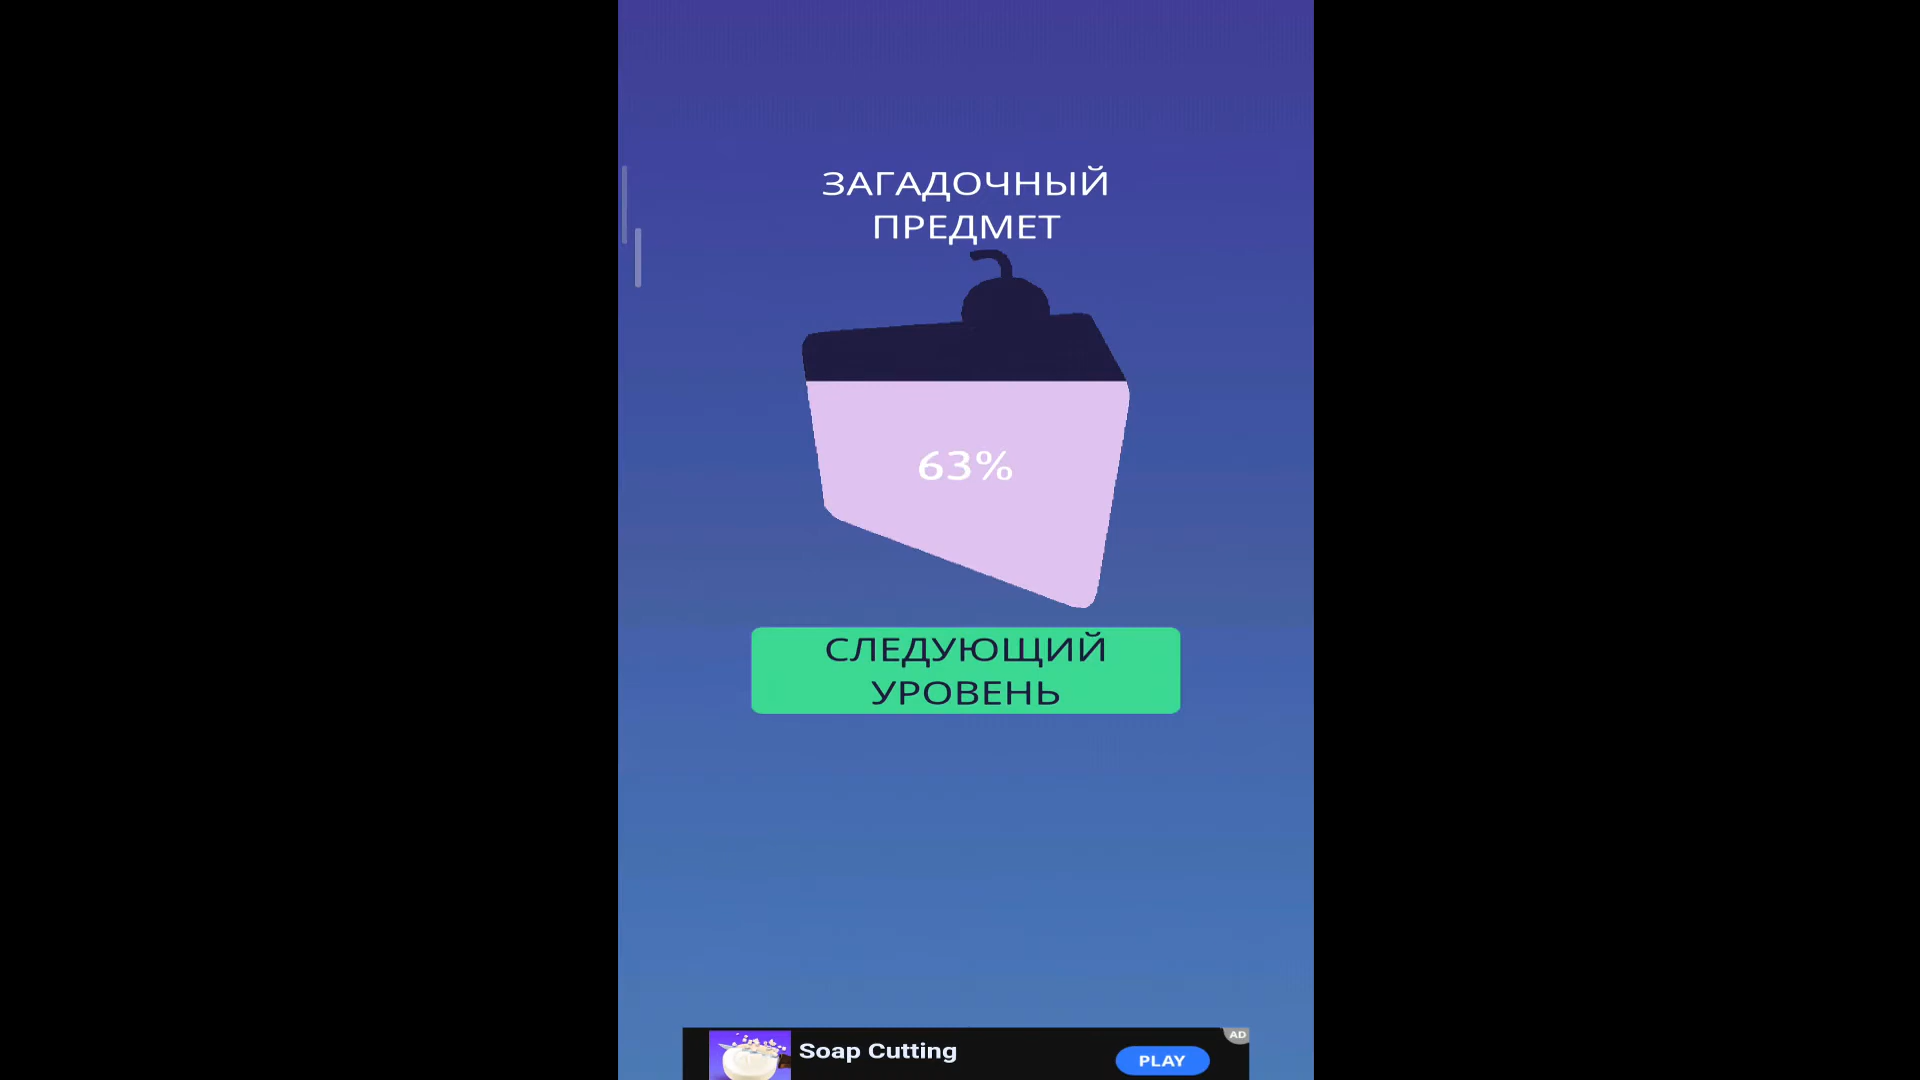 ЗАГАДОЧНЫЙ
ПРЕДМЕТ
63%
СЛЕДУЮЩИЙ
УРОВЕНЬ
AD
Soap Cutting
PLAY